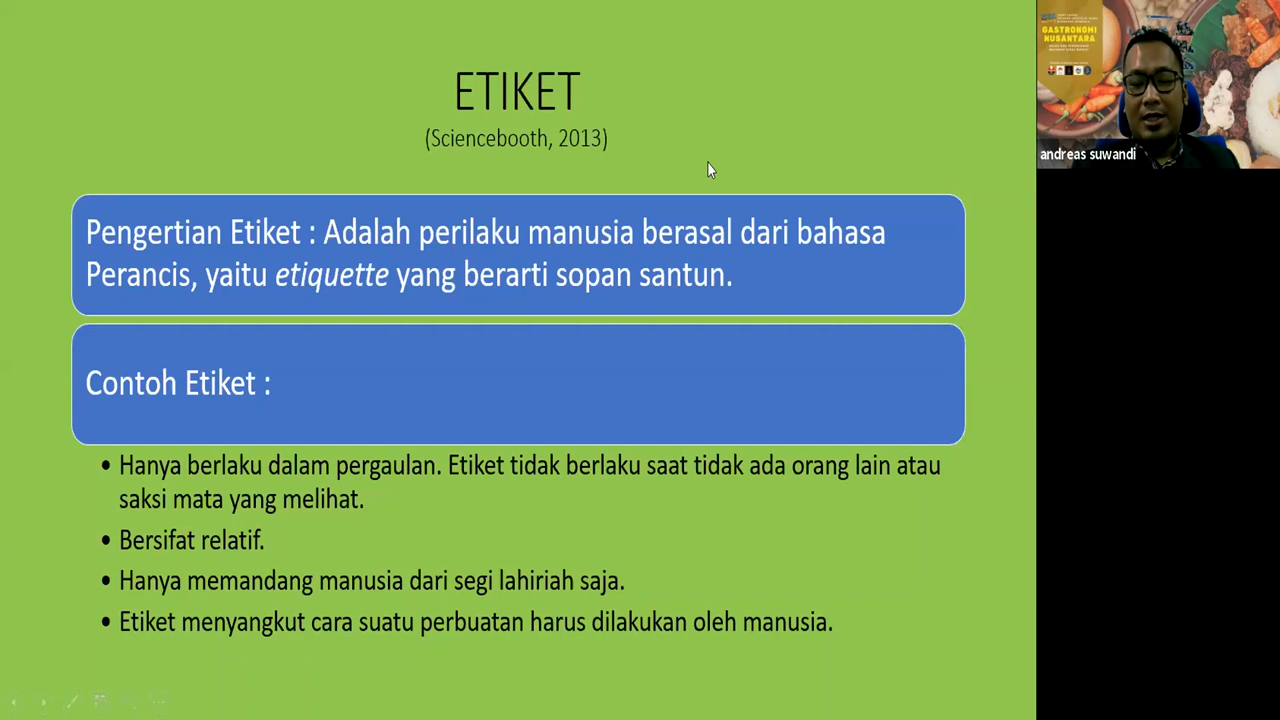 ETIKET
(Sciencebooth, 2013)
Pengertian Etiket : Adalah perilaku manusia berasal dari bahasa
Perancis, yaitu etiquette yang berarti sopan santun.
Contoh Etiket :
• Hanya berlaku dalam pergaulan. Etiket tidak berlaku saat tidak ada orang lain atau
saksi mata yang melihat.
• Bersifat relatif.
• Hanya memandang manusia dari segi lahiriah saja.
• Etiket menyangkut cara suatu perbuatan harus dilakukan oleh manusia.
GASTRONOMI
NUSANTARA
andreas suwandi